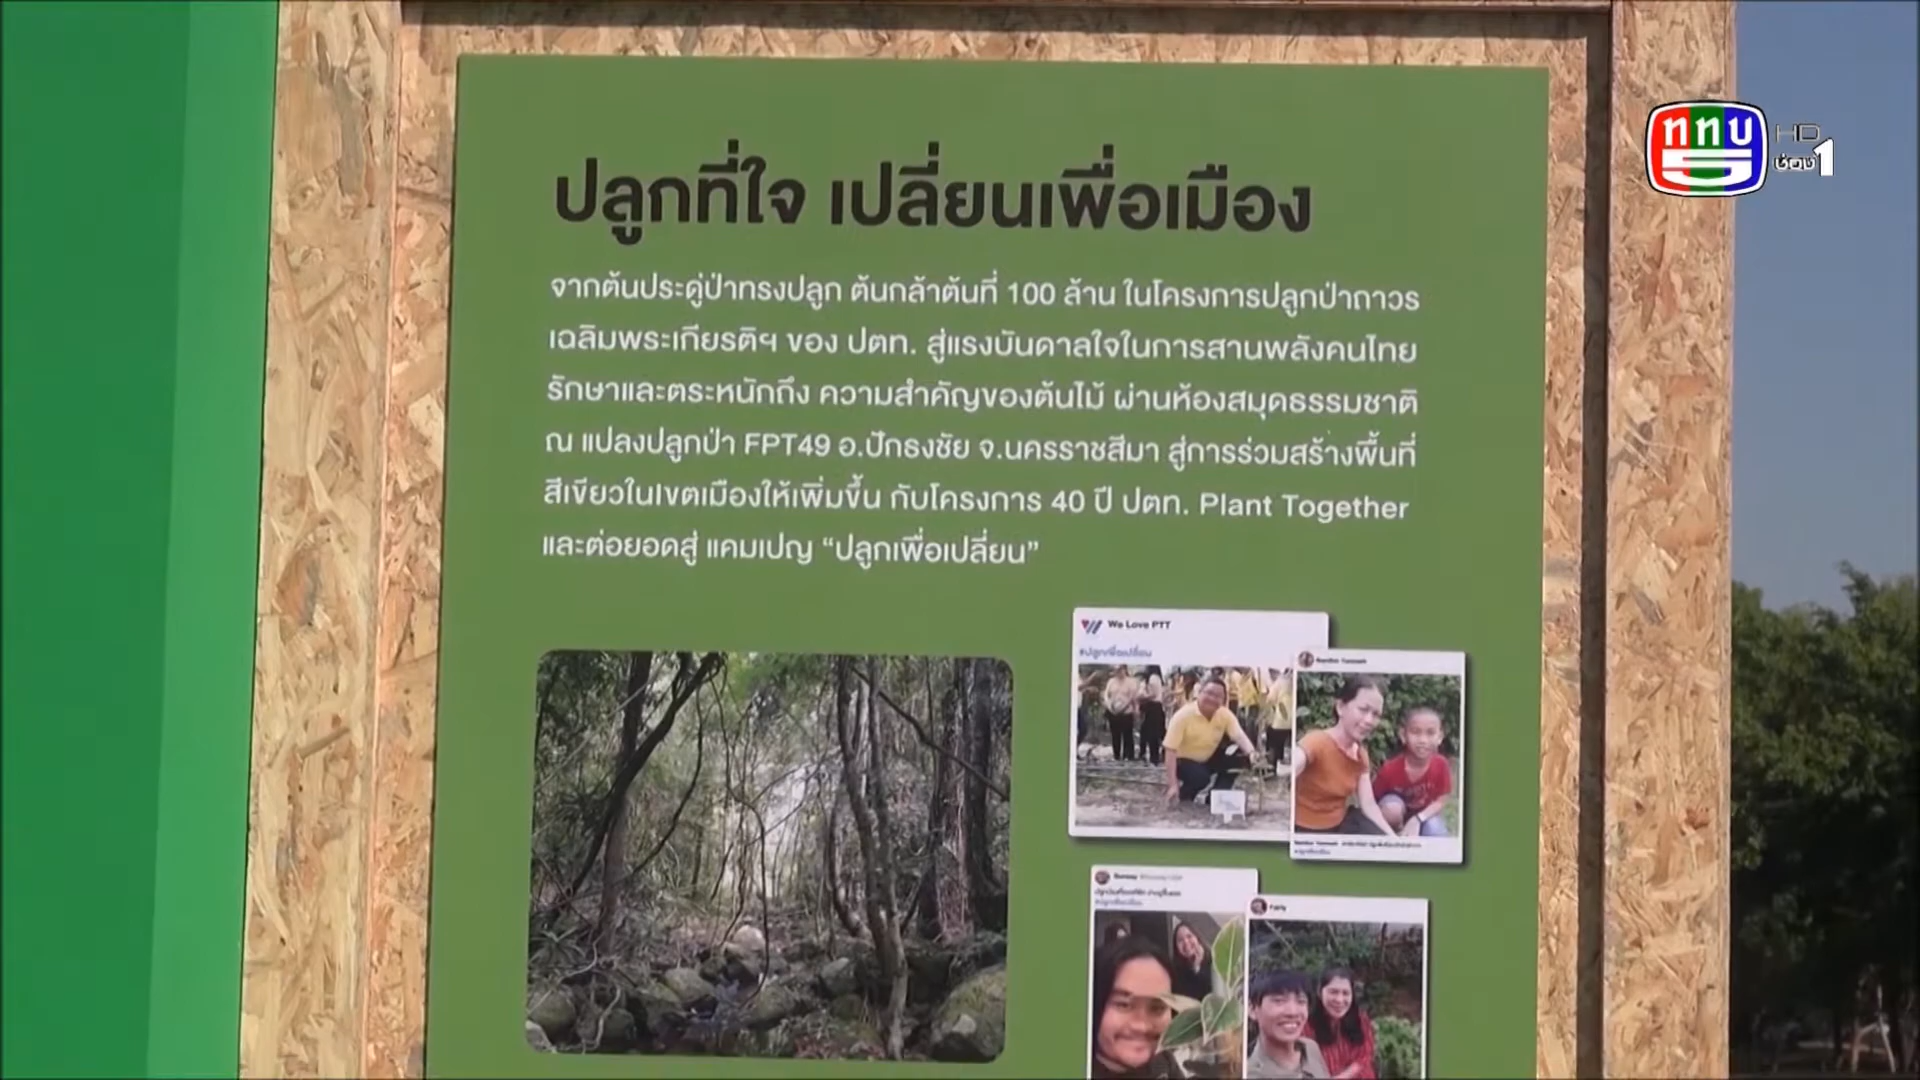 ททบ
5
HD
ช่อง1
ปลูกที่ใจ เปลี่ยนเพื่อเมือง
จากต้นประดู่ป่าทรงปลูก ต้นกล้าต้นที่ 100 ล้าน ในโครงการปลูกป่าถาวร
เฉลิมพระเกียรติฯ ของ ปตท. สู่แรงบันดาลใจในการสานพลังคนไทย
รักษาและตระหนักถึง ความสำคัญของต้นไม้ ผ่านห้องสมุดธรรมชาติ
ณ แปลงปลูกป่า FPT49 อ.ปักธงชัย จ.นครราชสีมา สู่การร่วมสร้างพื้นที่
สีเขียวในเขตเมืองให้เพิ่มขึ้น กับโครงการ 40 ปี ปตท. Plant Together
และต่อยอดสู่ แคมเปญ “ปลูกเพื่อเปลี่ยน”
We Love PTT
#ปลูกเพื่อเปลี่ยน